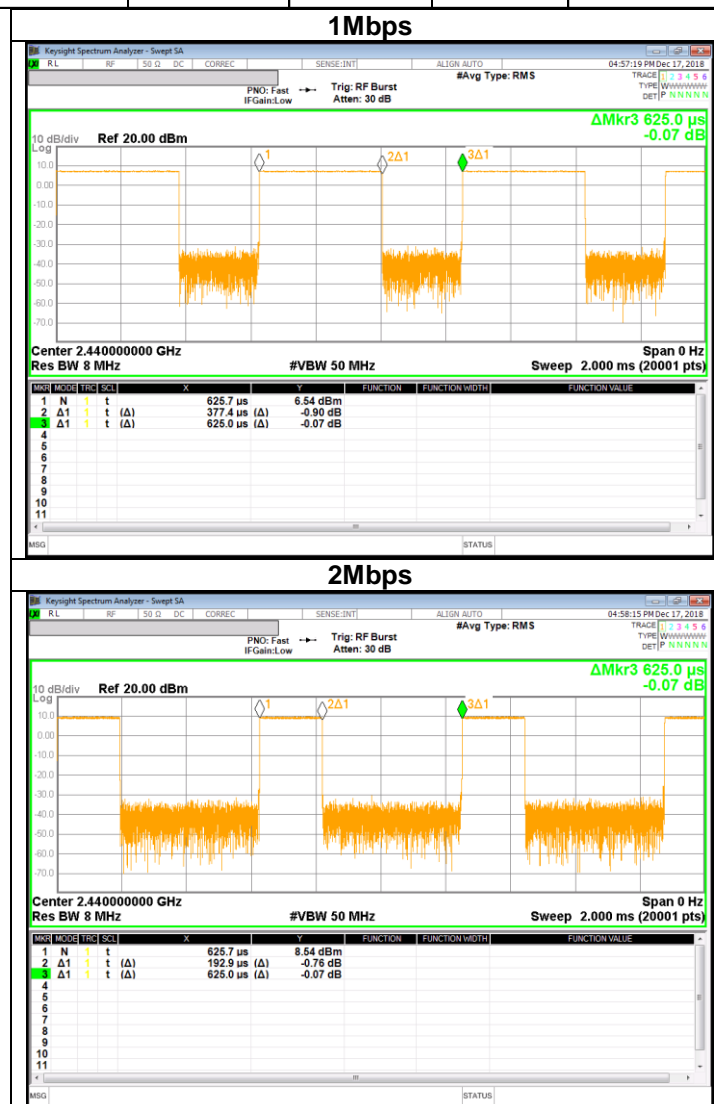 1Mbps
Keysight Spectrum Analyzer - Swept SA
LXI RL RF 50 Ω DC CORREC SENSE:INT ALIGN AUTO 04:57:19 PM Dec 17, 2018
#Avg Type: RMS TRACE 1 2 3 4 5 6
PNO: Fast Trig: RF Burst TYPE WWWWWWW
IFGain:Low Atten: 30 dB DET P N N N N N
ΔMkr3 625.0 µs
-0.07 dB
10 dB/div Ref 20.00 dBm
Log
1 2Δ1 3Δ1
10.0
0.00
-10.0
-20.0
-30.0
-40.0
-50.0
-60.0
-70.0
Center 2.440000000 GHz Span 0 Hz
Res BW 8 MHz #VBW 50 MHz Sweep 2.000 ms (20001 pts)
MKR MODE TRC SCL X Y FUNCTION FUNCTION WIDTH FUNCTION VALUE
1 N 1 t 625.7 µs 6.54 dBm
2 Δ1 1 t (Δ) 377.4 µs (Δ) -0.90 dB
3 Δ1 1 t (Δ) 625.0 µs (Δ) -0.07 dB
4
5
6
7
8
9
10
11
MSG STATUS
2Mbps
Keysight Spectrum Analyzer - Swept SA
LXI RL RF 50 Ω DC CORREC SENSE:INT ALIGN AUTO 04:58:15 PM Dec 17, 2018
#Avg Type: RMS TRACE 1 2 3 4 5 6
PNO: Fast Trig: RF Burst TYPE WWWWWWW
IFGain:Low Atten: 30 dB DET P N N N N N
ΔMkr3 625.0 µs
-0.07 dB
10 dB/div Ref 20.00 dBm
Log
1 2Δ1 3Δ1
10.0
0.00
-10.0
-20.0
-30.0
-40.0
-50.0
-60.0
-70.0
Center 2.440000000 GHz Span 0 Hz
Res BW 8 MHz #VBW 50 MHz Sweep 2.000 ms (20001 pts)
MKR MODE TRC SCL X Y FUNCTION FUNCTION WIDTH FUNCTION VALUE
1 N 1 t 625.7 µs 8.54 dBm
2 Δ1 1 t (Δ) 192.9 µs (Δ) -0.76 dB
3 Δ1 1 t (Δ) 625.0 µs (Δ) -0.07 dB
4
5
6
7
8
9
10
11
MSG STATUS